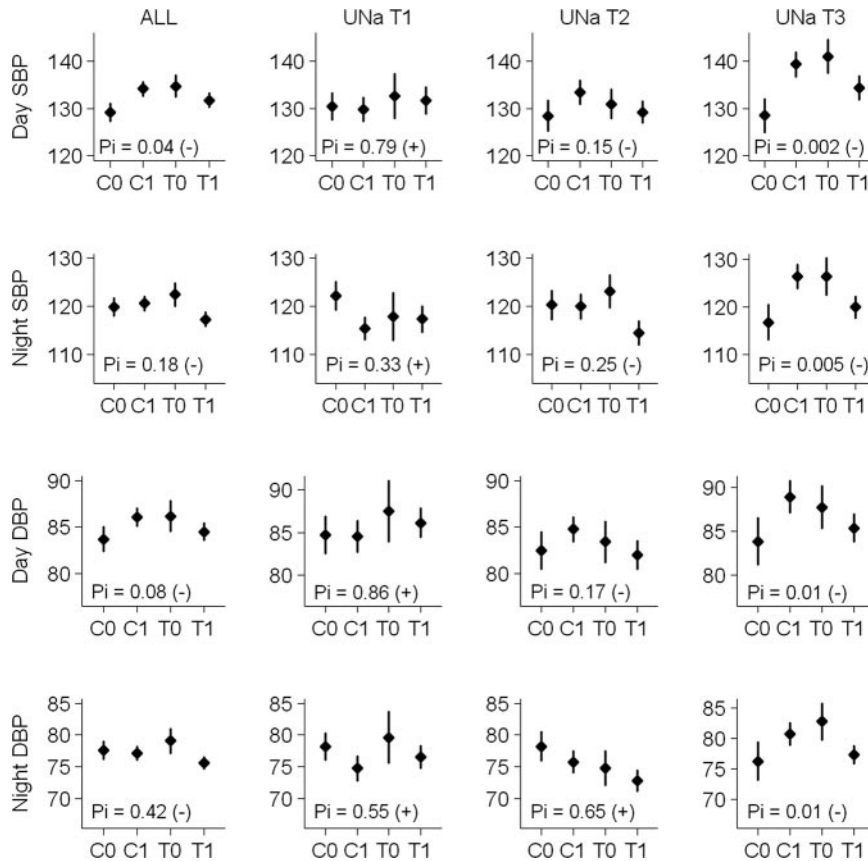 ALL UNa T1 UNa T2 UNa T3
Day SBP
140 140 140 140
130 130 130 130
120 120 120 120
Pi = 0.04 (-) Pi = 0.79 (+) Pi = 0.15 (-) Pi = 0.002 (-)
C0 C1 T0 T1 C0 C1 T0 T1 C0 C1 T0 T1 C0 C1 T0 T1
Night SBP
130 130 130 130
120 120 120 120
110 110 110 110
Pi = 0.18 (-) Pi = 0.33 (+) Pi = 0.25 (-) Pi = 0.005 (-)
C0 C1 T0 T1 C0 C1 T0 T1 C0 C1 T0 T1 C0 C1 T0 T1
Day DBP
90 90 90 90
85 85 85 85
80 80 80 80
Pi = 0.08 (-) Pi = 0.86 (+) Pi = 0.17 (-) Pi = 0.01 (-)
C0 C1 T0 T1 C0 C1 T0 T1 C0 C1 T0 T1 C0 C1 T0 T1
Night DBP
85 85 85 85
80 80 80 80
75 75 75 75
70 70 70 70
Pi = 0.42 (-) Pi = 0.55 (+) Pi = 0.65 (+) Pi = 0.01 (-)
C0 C1 T0 T1 C0 C1 T0 T1 C0 C1 T0 T1 C0 C1 T0 T1